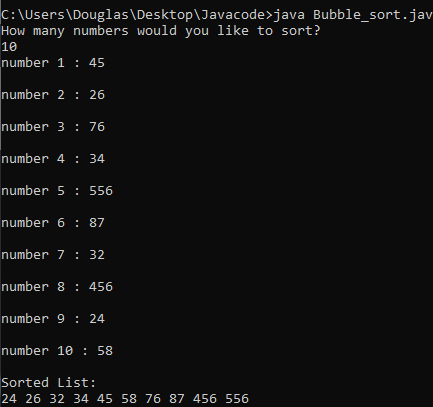 C:\Users\Douglas\Desktop\Javacode>java Bubble_sort.jav
How many numbers would you like to sort?
10
number 1 : 45
number 2 : 26
number 3 : 76
number 4 : 34
number 5 : 556
number 6 : 87
number 7 : 32
number 8 : 456
number 9 : 24
number 10 : 58
Sorted List:
24 26 32 34 45 58 76 87 456 556